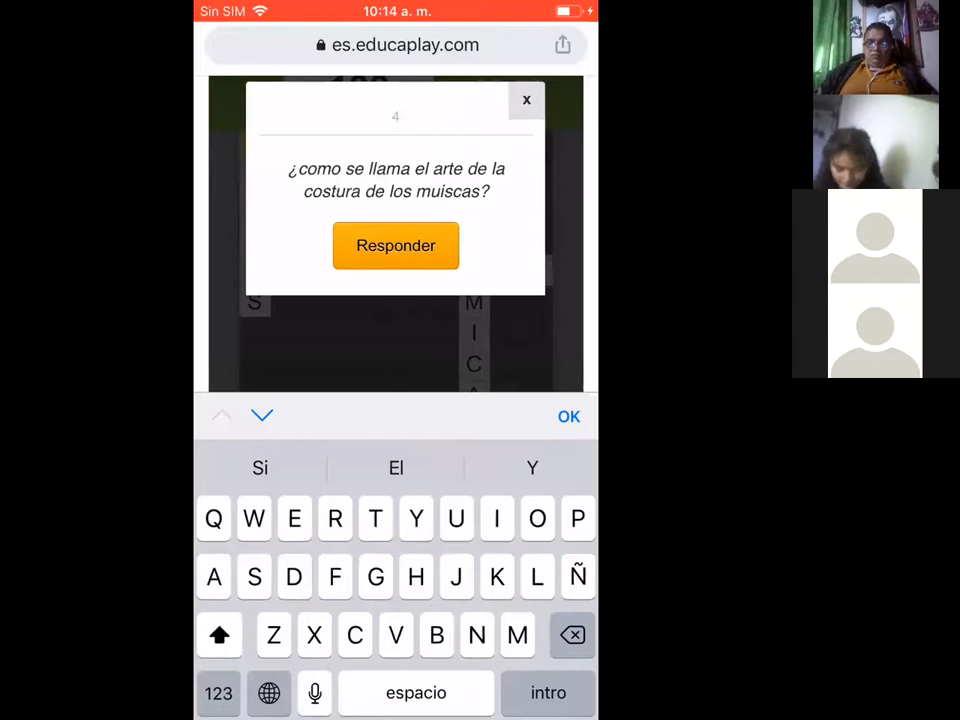 Sin SIM 10:14 a. m.
es.educaplay.com
x
4
¿como se llama el arte de la
costura de los muiscas?
Responder
S
M
I
C
OK
Si El Y
Q W E R T Y U I O P
A S D F G H J K L Ñ
Z X C V B N M
123 espacio intro